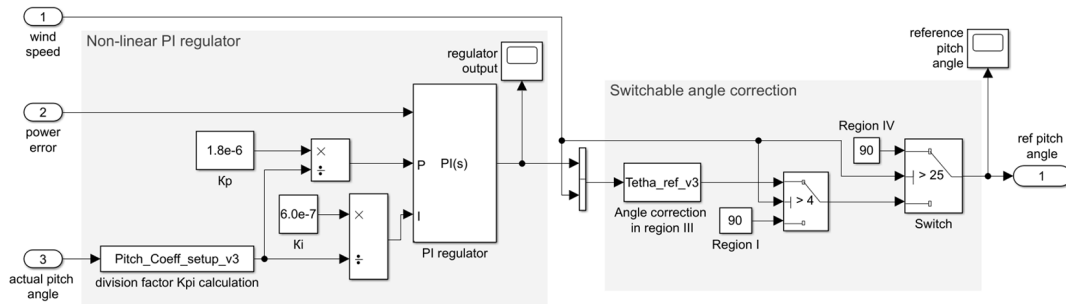 1
wind
speed
Non-linear PI regulator
regulator
output
reference
pitch
angle
Switchable angle correction
2
power
error
1.8e-6
Kp
×
÷
P
PI(s)
I
PI regulator
6.0e-7
Ki
×
÷
3
actual pitch
angle
Pitch_Coeff_setup_v3
division factor Kpi calculation
Tetha_ref_v3
Angle correction
in region III
> 4
90
Region I
Region IV
90
> 25
Switch
ref pitch
angle
1